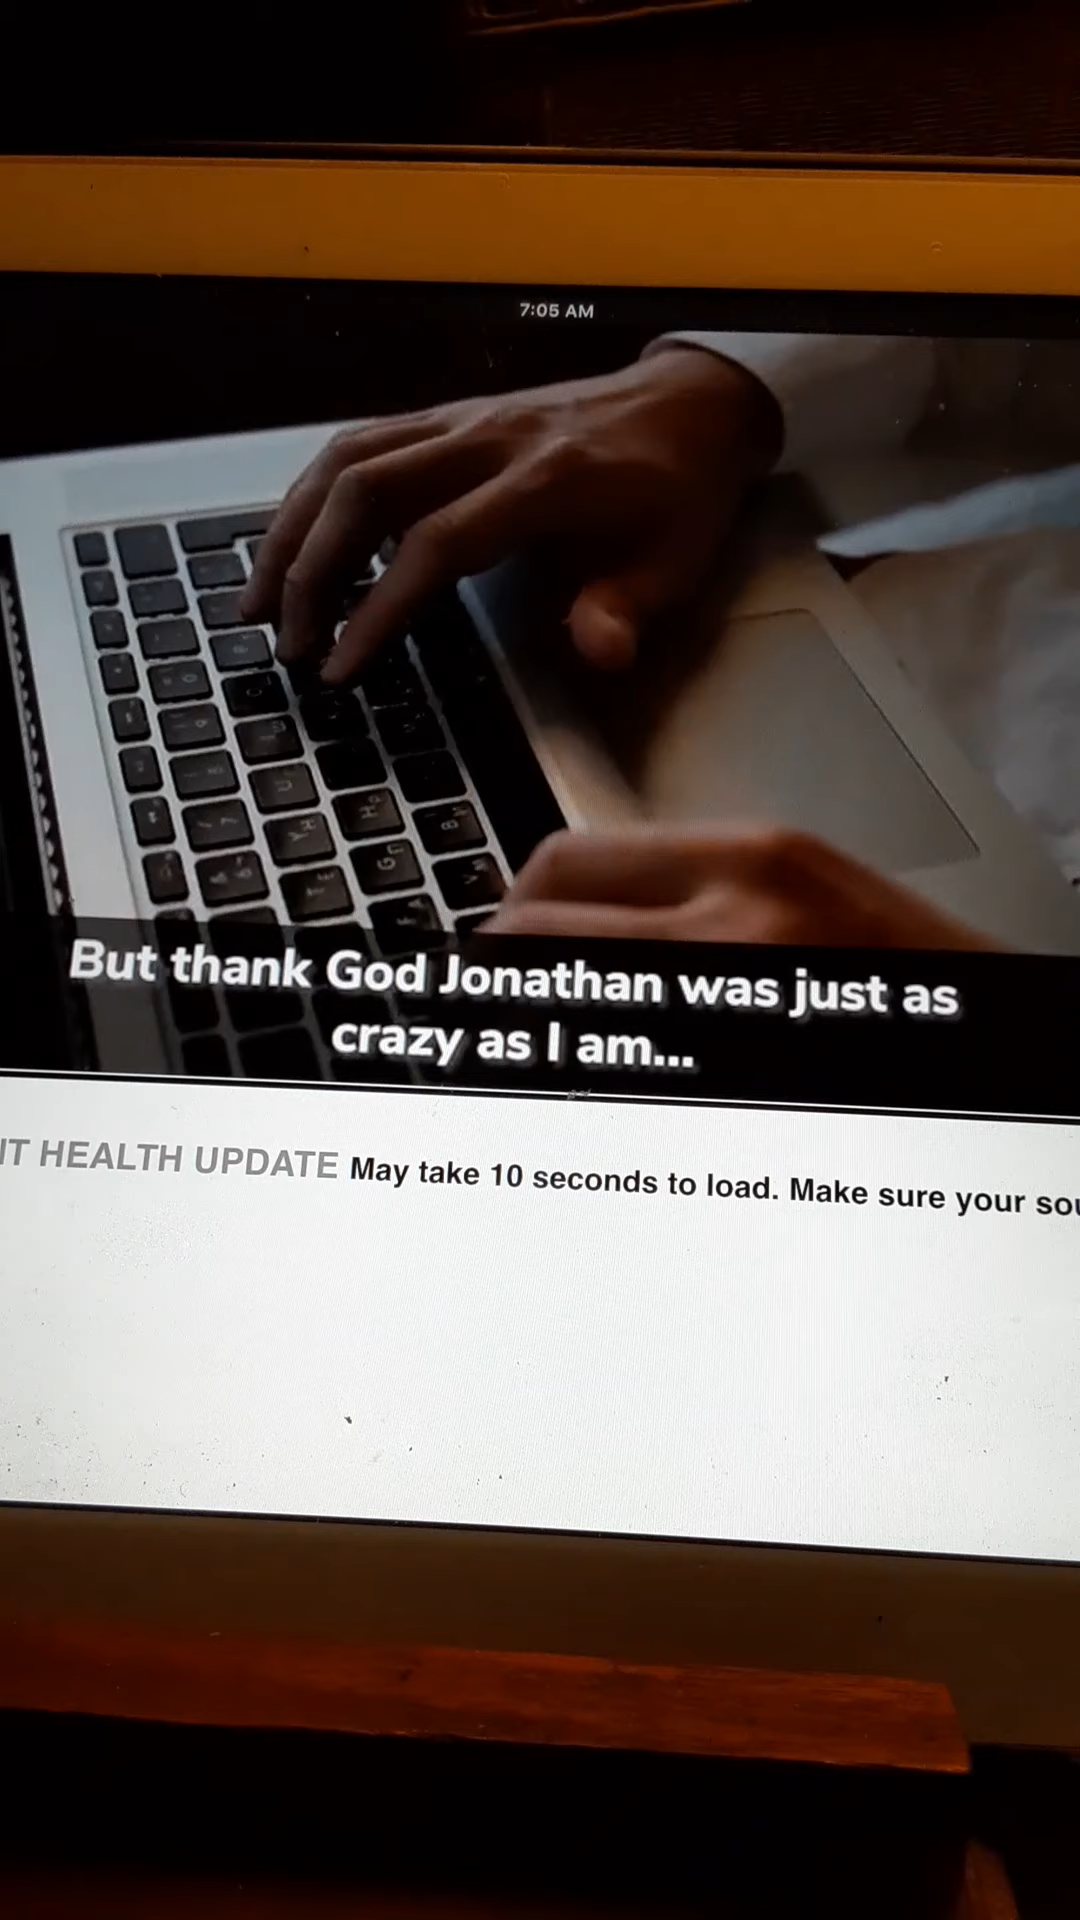 7:05 AM
But thank God Jonathan was just as
crazy as I am...
IT HEALTH UPDATE May take 10 seconds to load. Make sure your sou